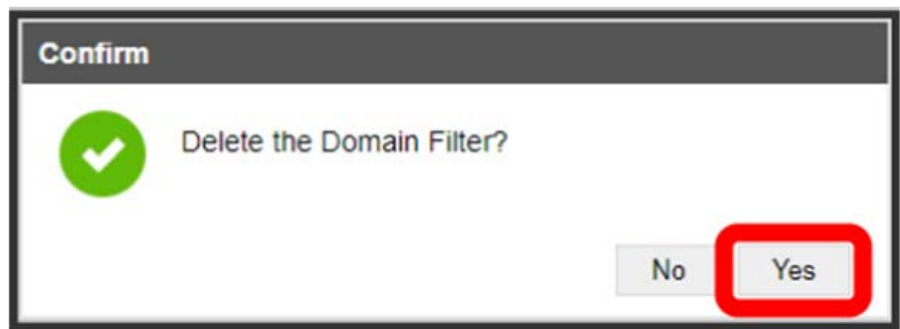 Confirm
Delete the Domain Filter?
No Yes